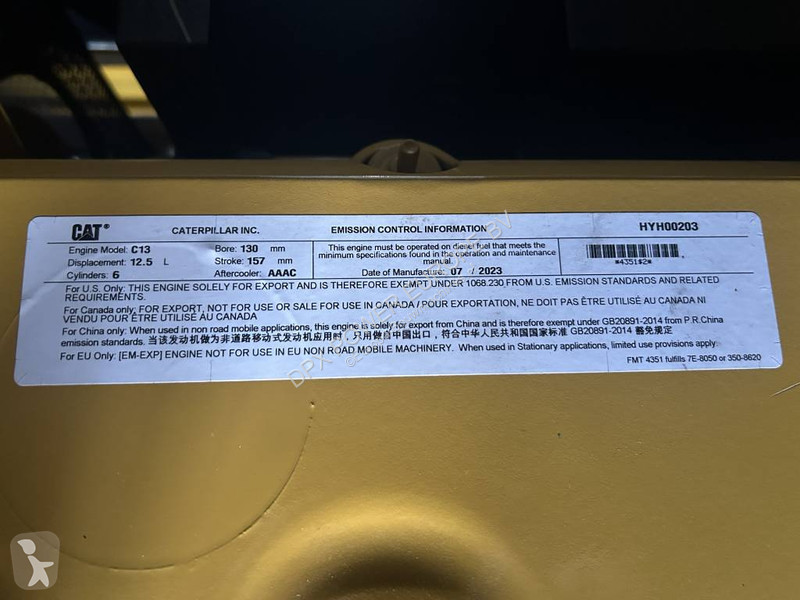 CAT® CATERPILLAR INC. EMISSION CONTROL INFORMATION HYH00203
Engine Model: C13 Bore: 130 mm
Displacement: 12.5 L Stroke: 157 mm
Cylinders: 6 Aftercooler: AAAC
This engine must be operated on diesel fuel that meets the
minimum specifications found in the operation and maintenance
manual.
Date of Manufacture: 07 / 2023
*4351$2*
For U.S. Only: THIS ENGINE SOLELY FOR EXPORT AND IS THEREFORE EXEMPT UNDER 1068.230 FROM U.S. EMISSION STANDARDS AND RELATED
REQUIREMENTS.
For Canada only: FOR EXPORT, NOT FOR USE OR SALE FOR USE IN CANADA / POUR EXPORTATION, NE DOIT PAS ÊTRE UTILISÉ AU CANADA NI
VENDU POUR ÊTRE UTILISÉ AU CANADA
For China only: When used in non road mobile applications, this engine is solely for export from China and is therefore exempt under GB20891-2014 from P.R.China
emission standards. 当该发动机做为非道路移动式发动机应用时，只用做自中国出口，符合中华人民共和国国家标准 GB20891-2014 豁免规定
For EU Only: [EM-EXP] ENGINE NOT FOR USE IN EU NON ROAD MOBILE MACHINERY. When used in Stationary applications, limited use provisions apply.
FMT 4351 fulfills 7E-8050 or 350-8620